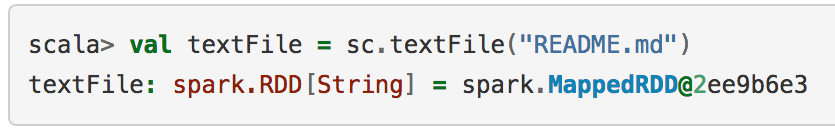 scala> val textFile = sc.textFile("README.md")
textFile: spark.RDD[String] = spark.MappedRDD@2ee9b6e3